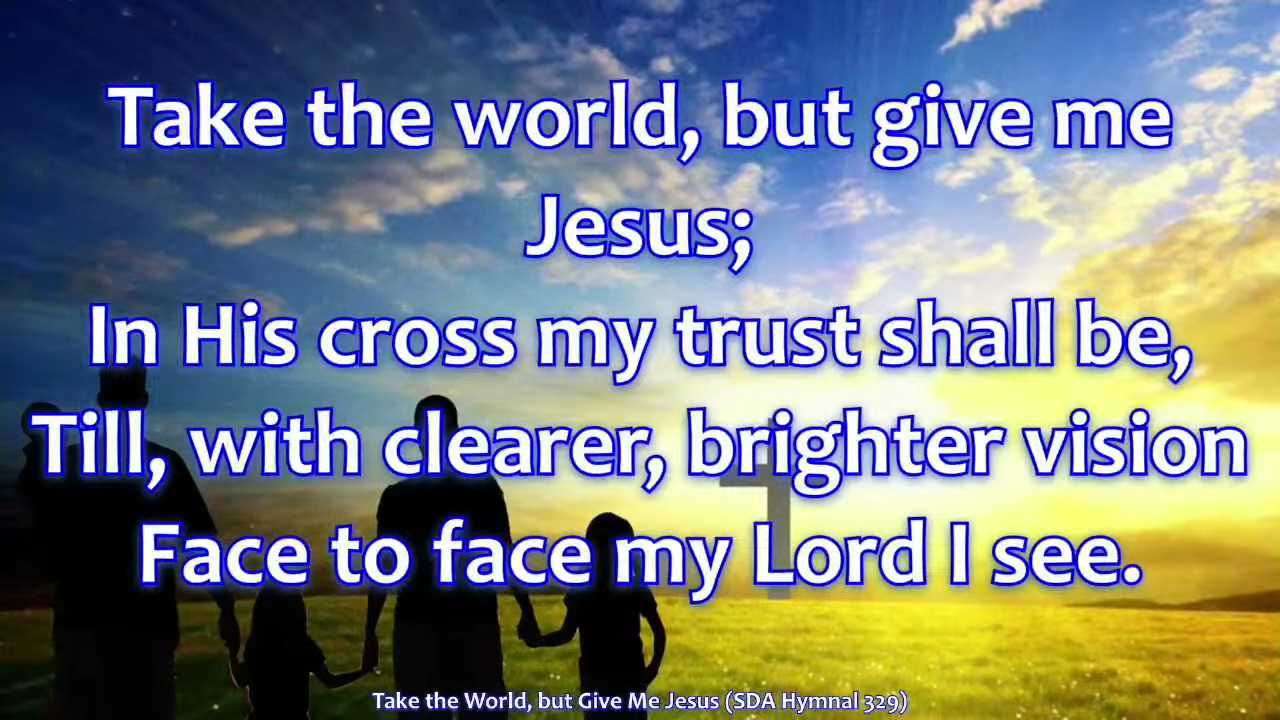 Take the world, but give me
Jesus;
In His cross my trust shall be,
Till, with clearer, brighter vision
Face to face my Lord I see.
Take the World, but Give Me Jesus (SDA Hymnal 329)